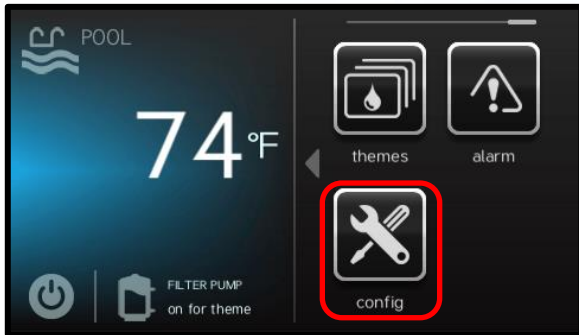 POOL
74°F
FILTER PUMP
on for theme
themes
alarm
config